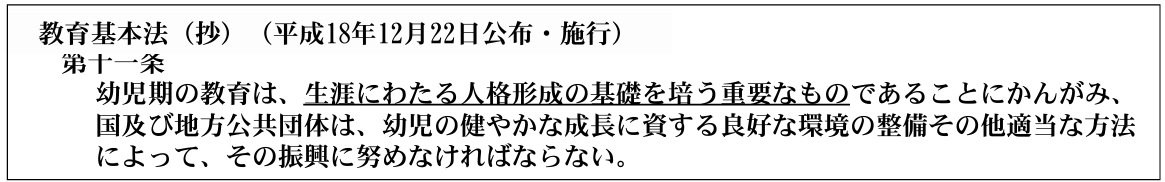 教育基本法（抄）（平成18年12月22日公布・施行）
第十一条
幼児期の教育は、生涯にわたる人格形成の基礎を培う重要なものであることにかんがみ、
国及び地方公共団体は、幼児の健やかな成長に資する良好な環境の整備その他適当な方法
によって、その振興に努めなければならない。